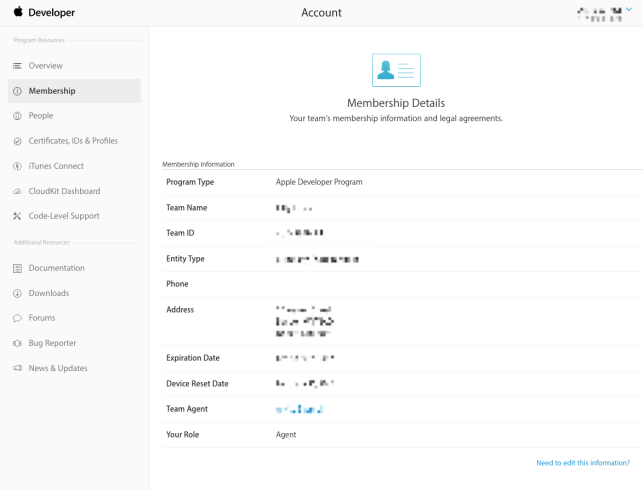 Developer
Account
Program Resources
Overview
Membership
People
Certificates, IDs & Profiles
iTunes Connect
CloudKit Dashboard
Code-Level Support
Additional Resources
Documentation
Downloads
Forums
Bug Reporter
News & Updates
Membership Details
Your team's membership information and legal agreements.
Membership Information
Program Type Apple Developer Program
Team Name
Team ID
Entity Type
Phone
Address
Expiration Date
Device Reset Date
Team Agent
Your Role Agent
Need to edit this information?